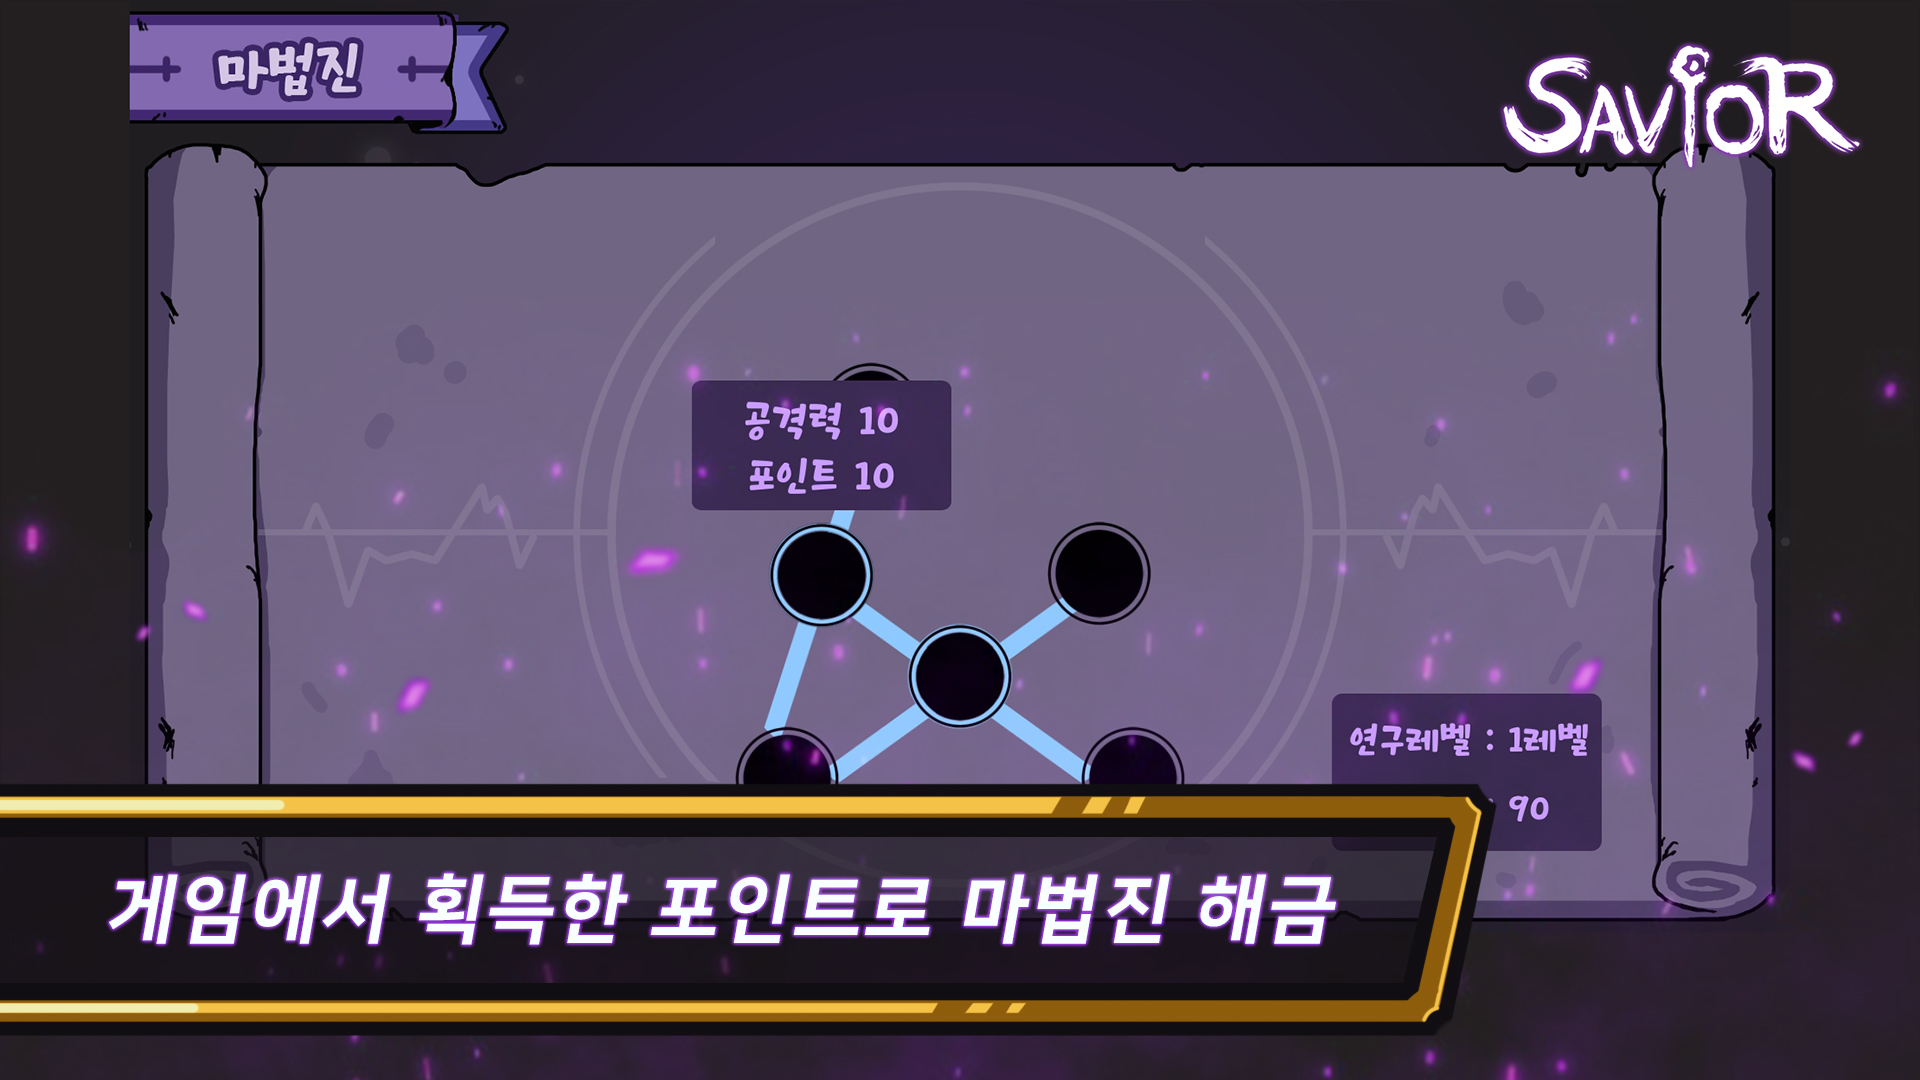 마법진
SAVIOR
공격력 10
포인트 10
연구레벨 : 1레벨
90
게임에서 획득한 포인트로 마법진 해금